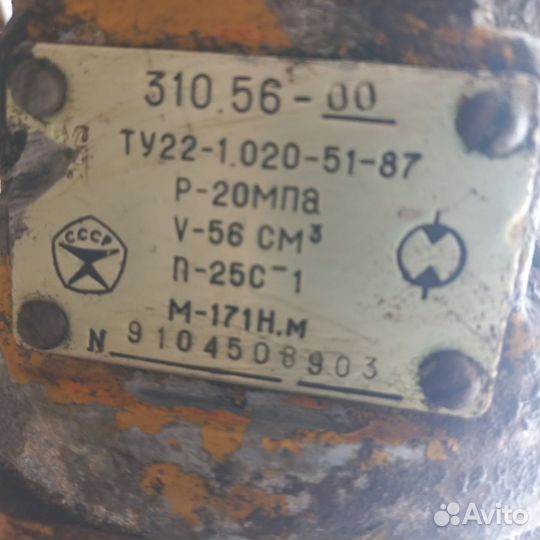 310.56-00
ТУ22-1.020-51-87
Р-20МПа
V-56 СМ³
СССР
n-25С⁻1
М-171Н.м
N 9104508903
Avito